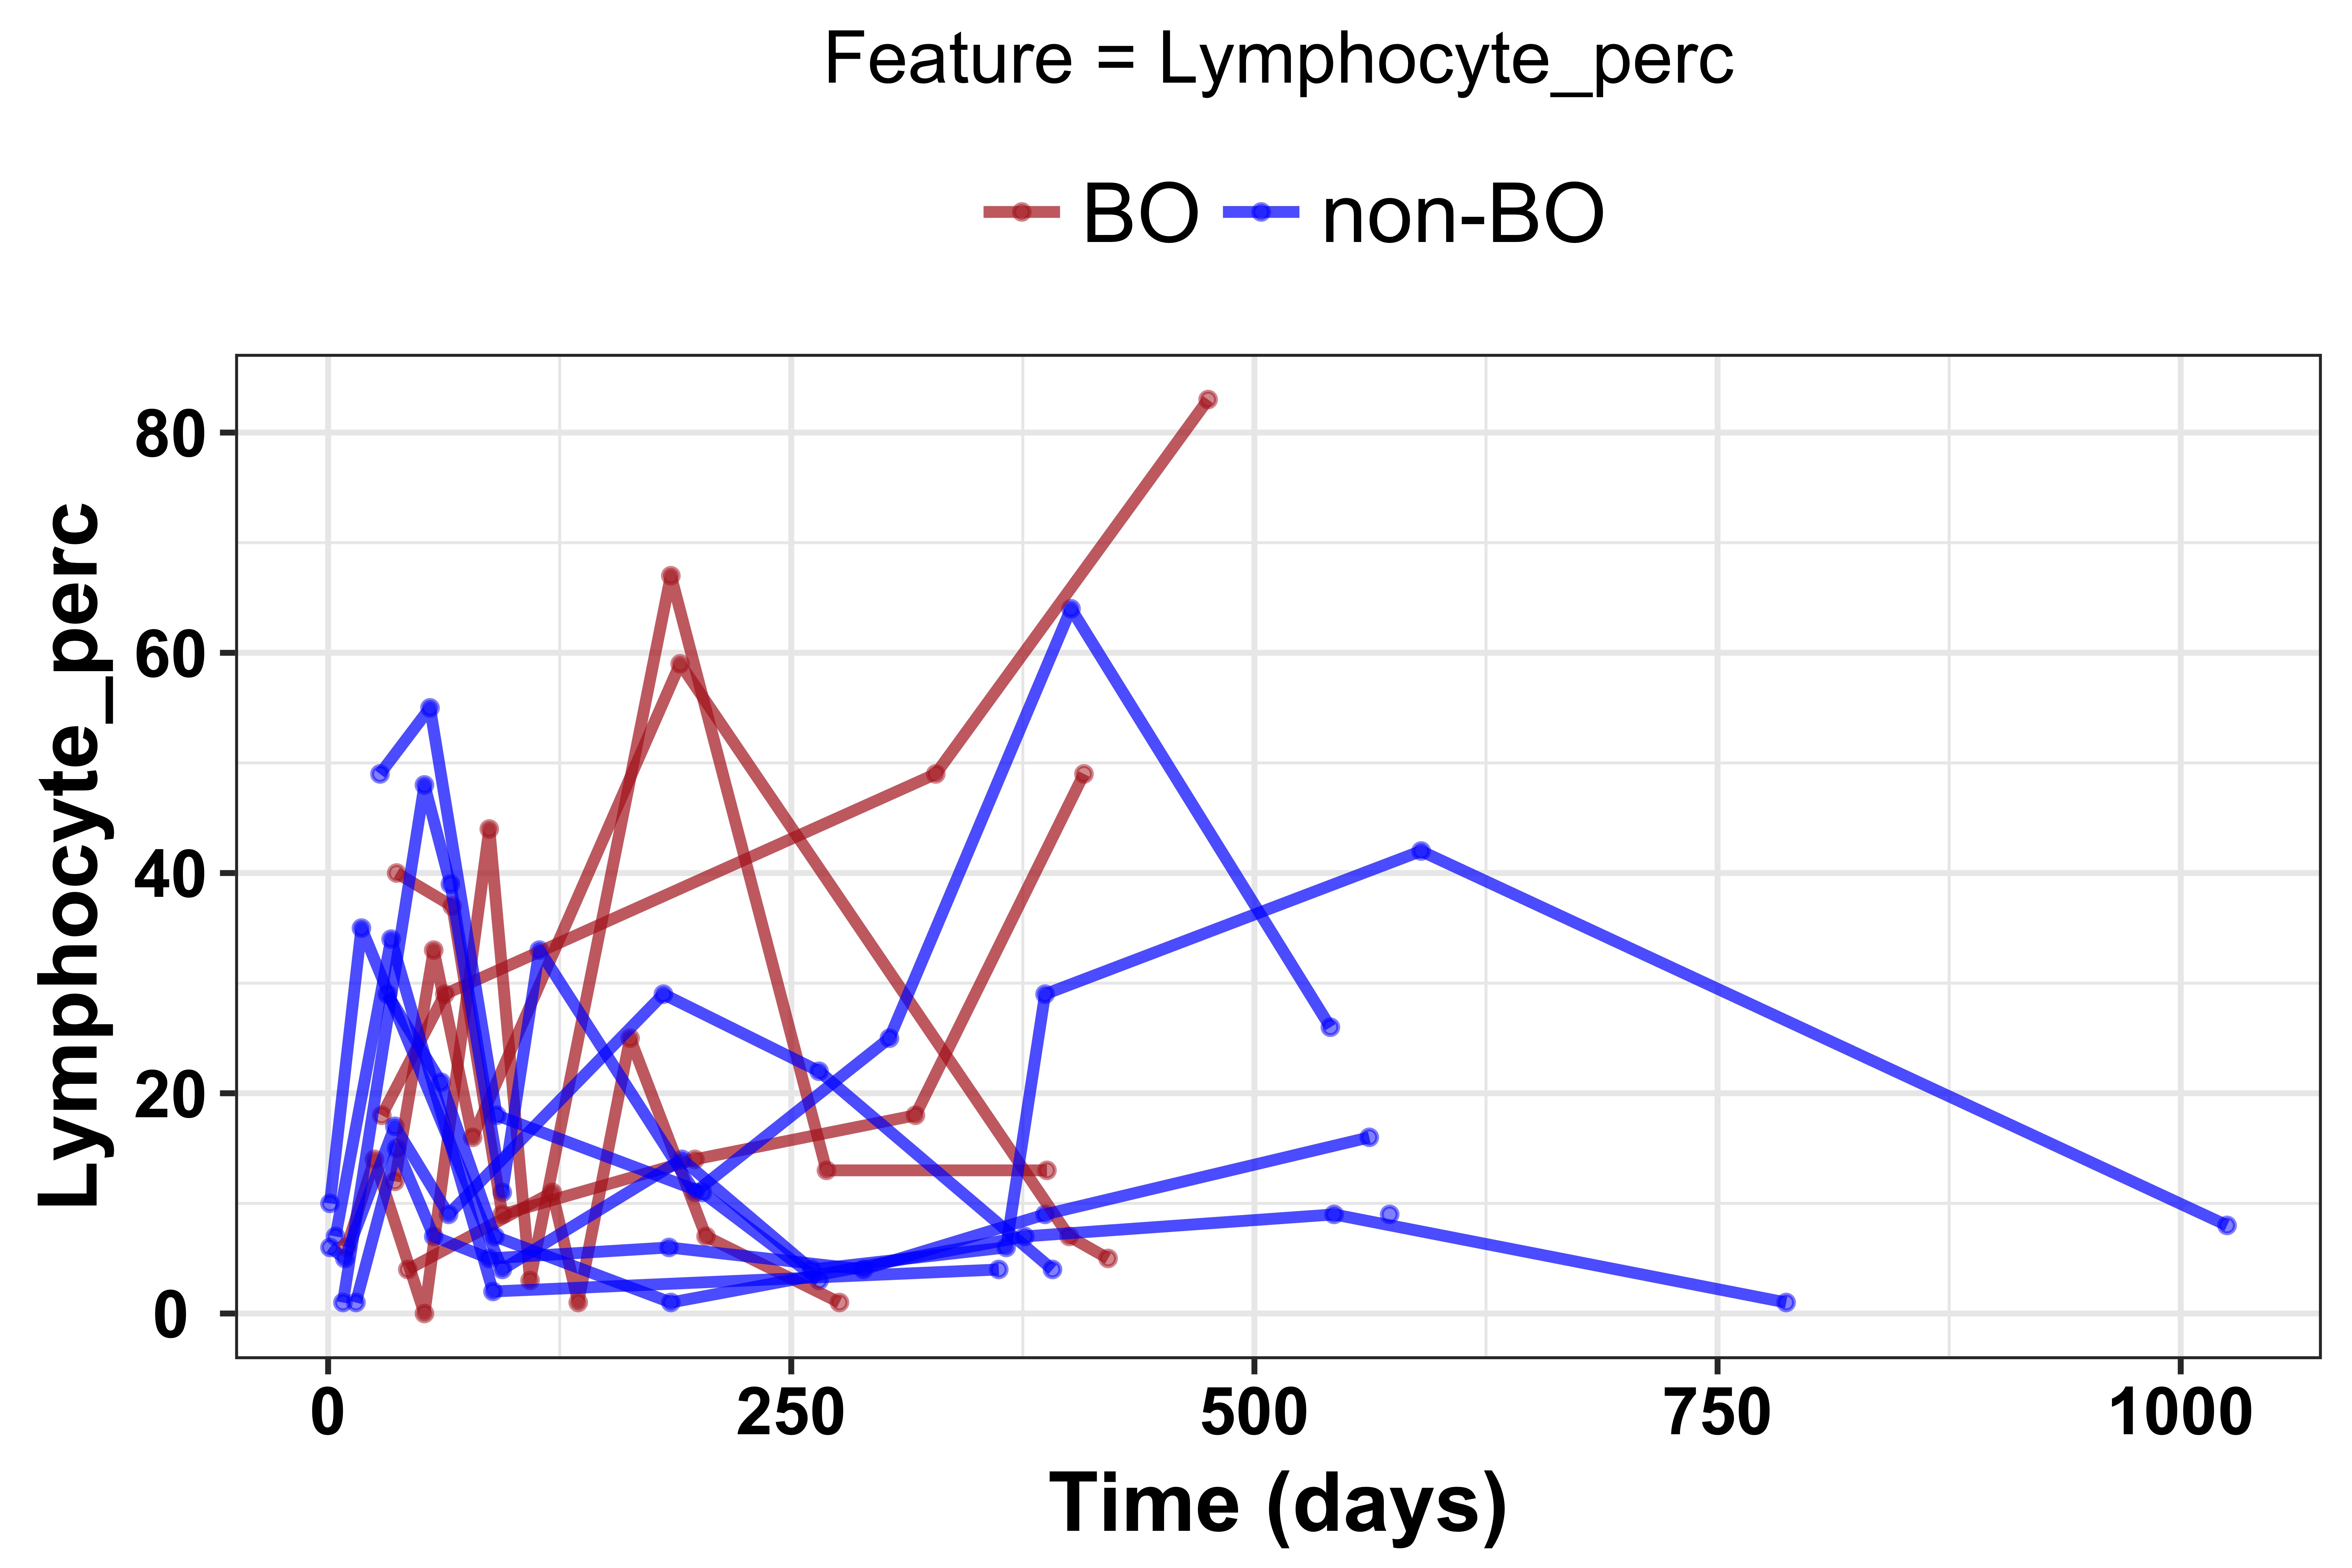 Feature = Lymphocyte_perc
BO non-BO
Lymphocyte_perc
80
60
40
20
0
0 250 500 750 1000
Time (days)